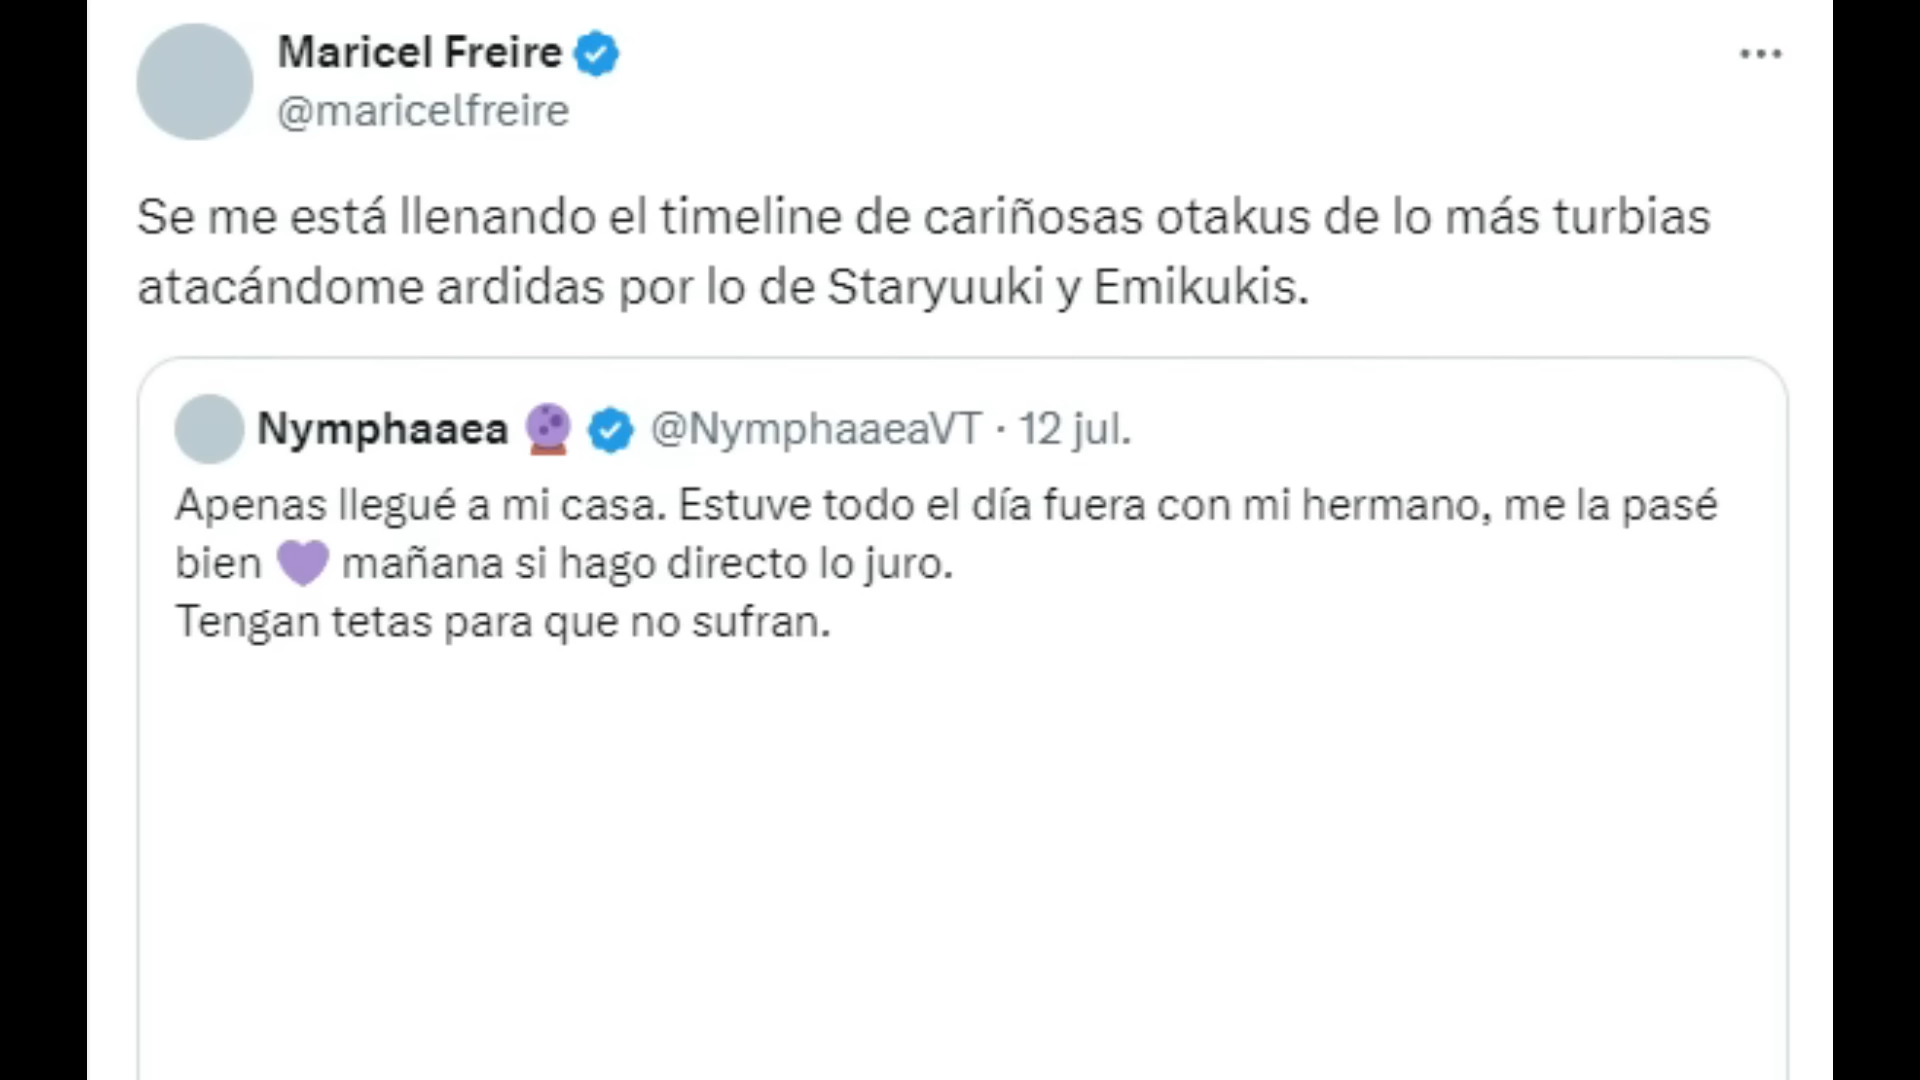 Maricel Freire
@maricelfreire
Se me está llenando el timeline de cariñosas otakus de lo más turbias
atacándome ardidas por lo de Staryuuki y Emikukis.
Nymphaaea 🔮 @NymphaaeaVT · 12 jul.
Apenas llegué a mi casa. Estuve todo el día fuera con mi hermano, me la pasé
bien 💜 mañana si hago directo lo juro.
Tengan tetas para que no sufran.